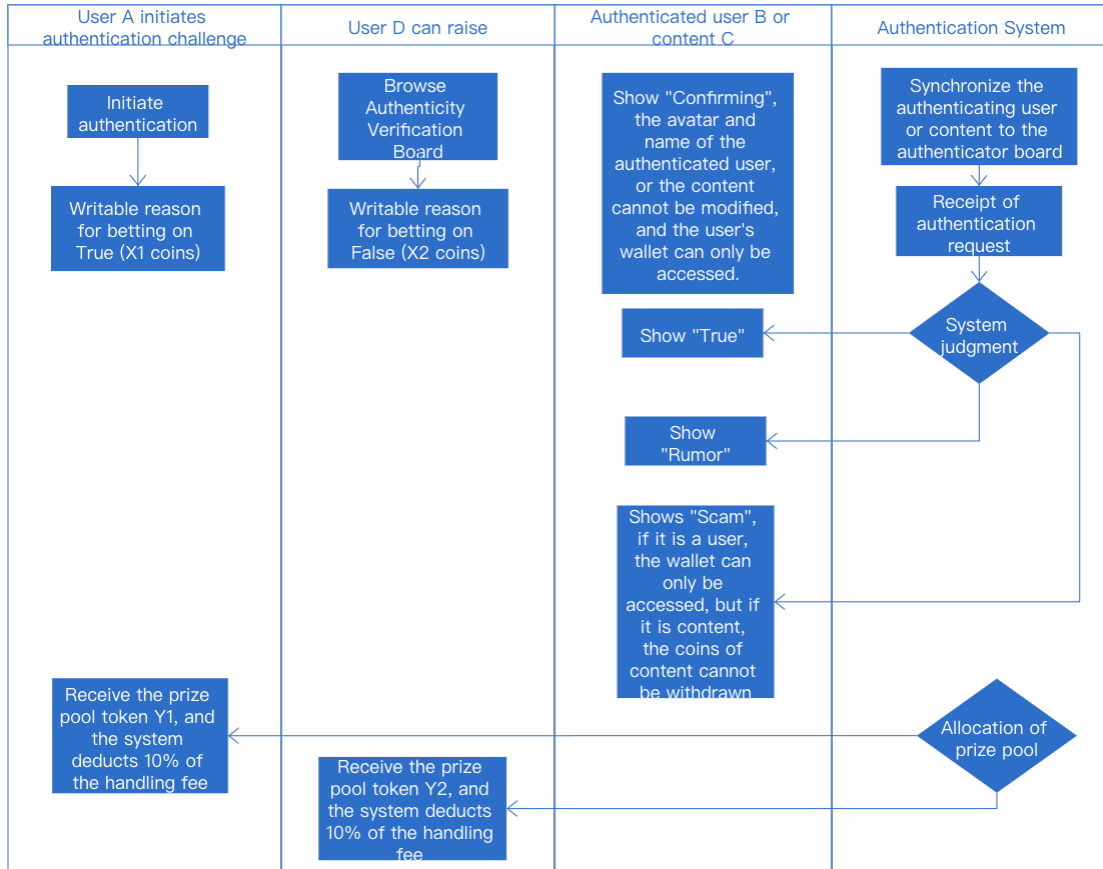 User A initiates
authentication challenge
User D can raise
Authenticated user B or
content C
Authentication System
Initiate
authentication
Writable reason
for betting on
True (X1 coins)
Browse
Authenticity
Verification
Board
Writable reason
for betting on
False (X2 coins)
Show "Confirming",
the avatar and
name of the
authenticated user,
or the content
cannot be modified,
and the user's
wallet can only be
accessed.
Synchronize the
authenticating user
or content to the
authenticator board
Receipt of
authentication
request
System
judgment
Show "True"
Show
"Rumor"
Shows "Scam",
if it is a user,
the wallet can
only be
accessed, but if
it is content,
the coins of
content cannot
be withdrawn
Allocation of
prize pool
Receive the prize
pool token Y1, and
the system
deducts 10% of
the handling fee
Receive the prize
pool token Y2, and
the system deducts
10% of the handling
fee